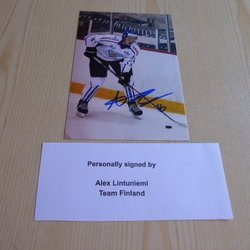 Personally signed by
Alex Lintuniemi
Team Finland